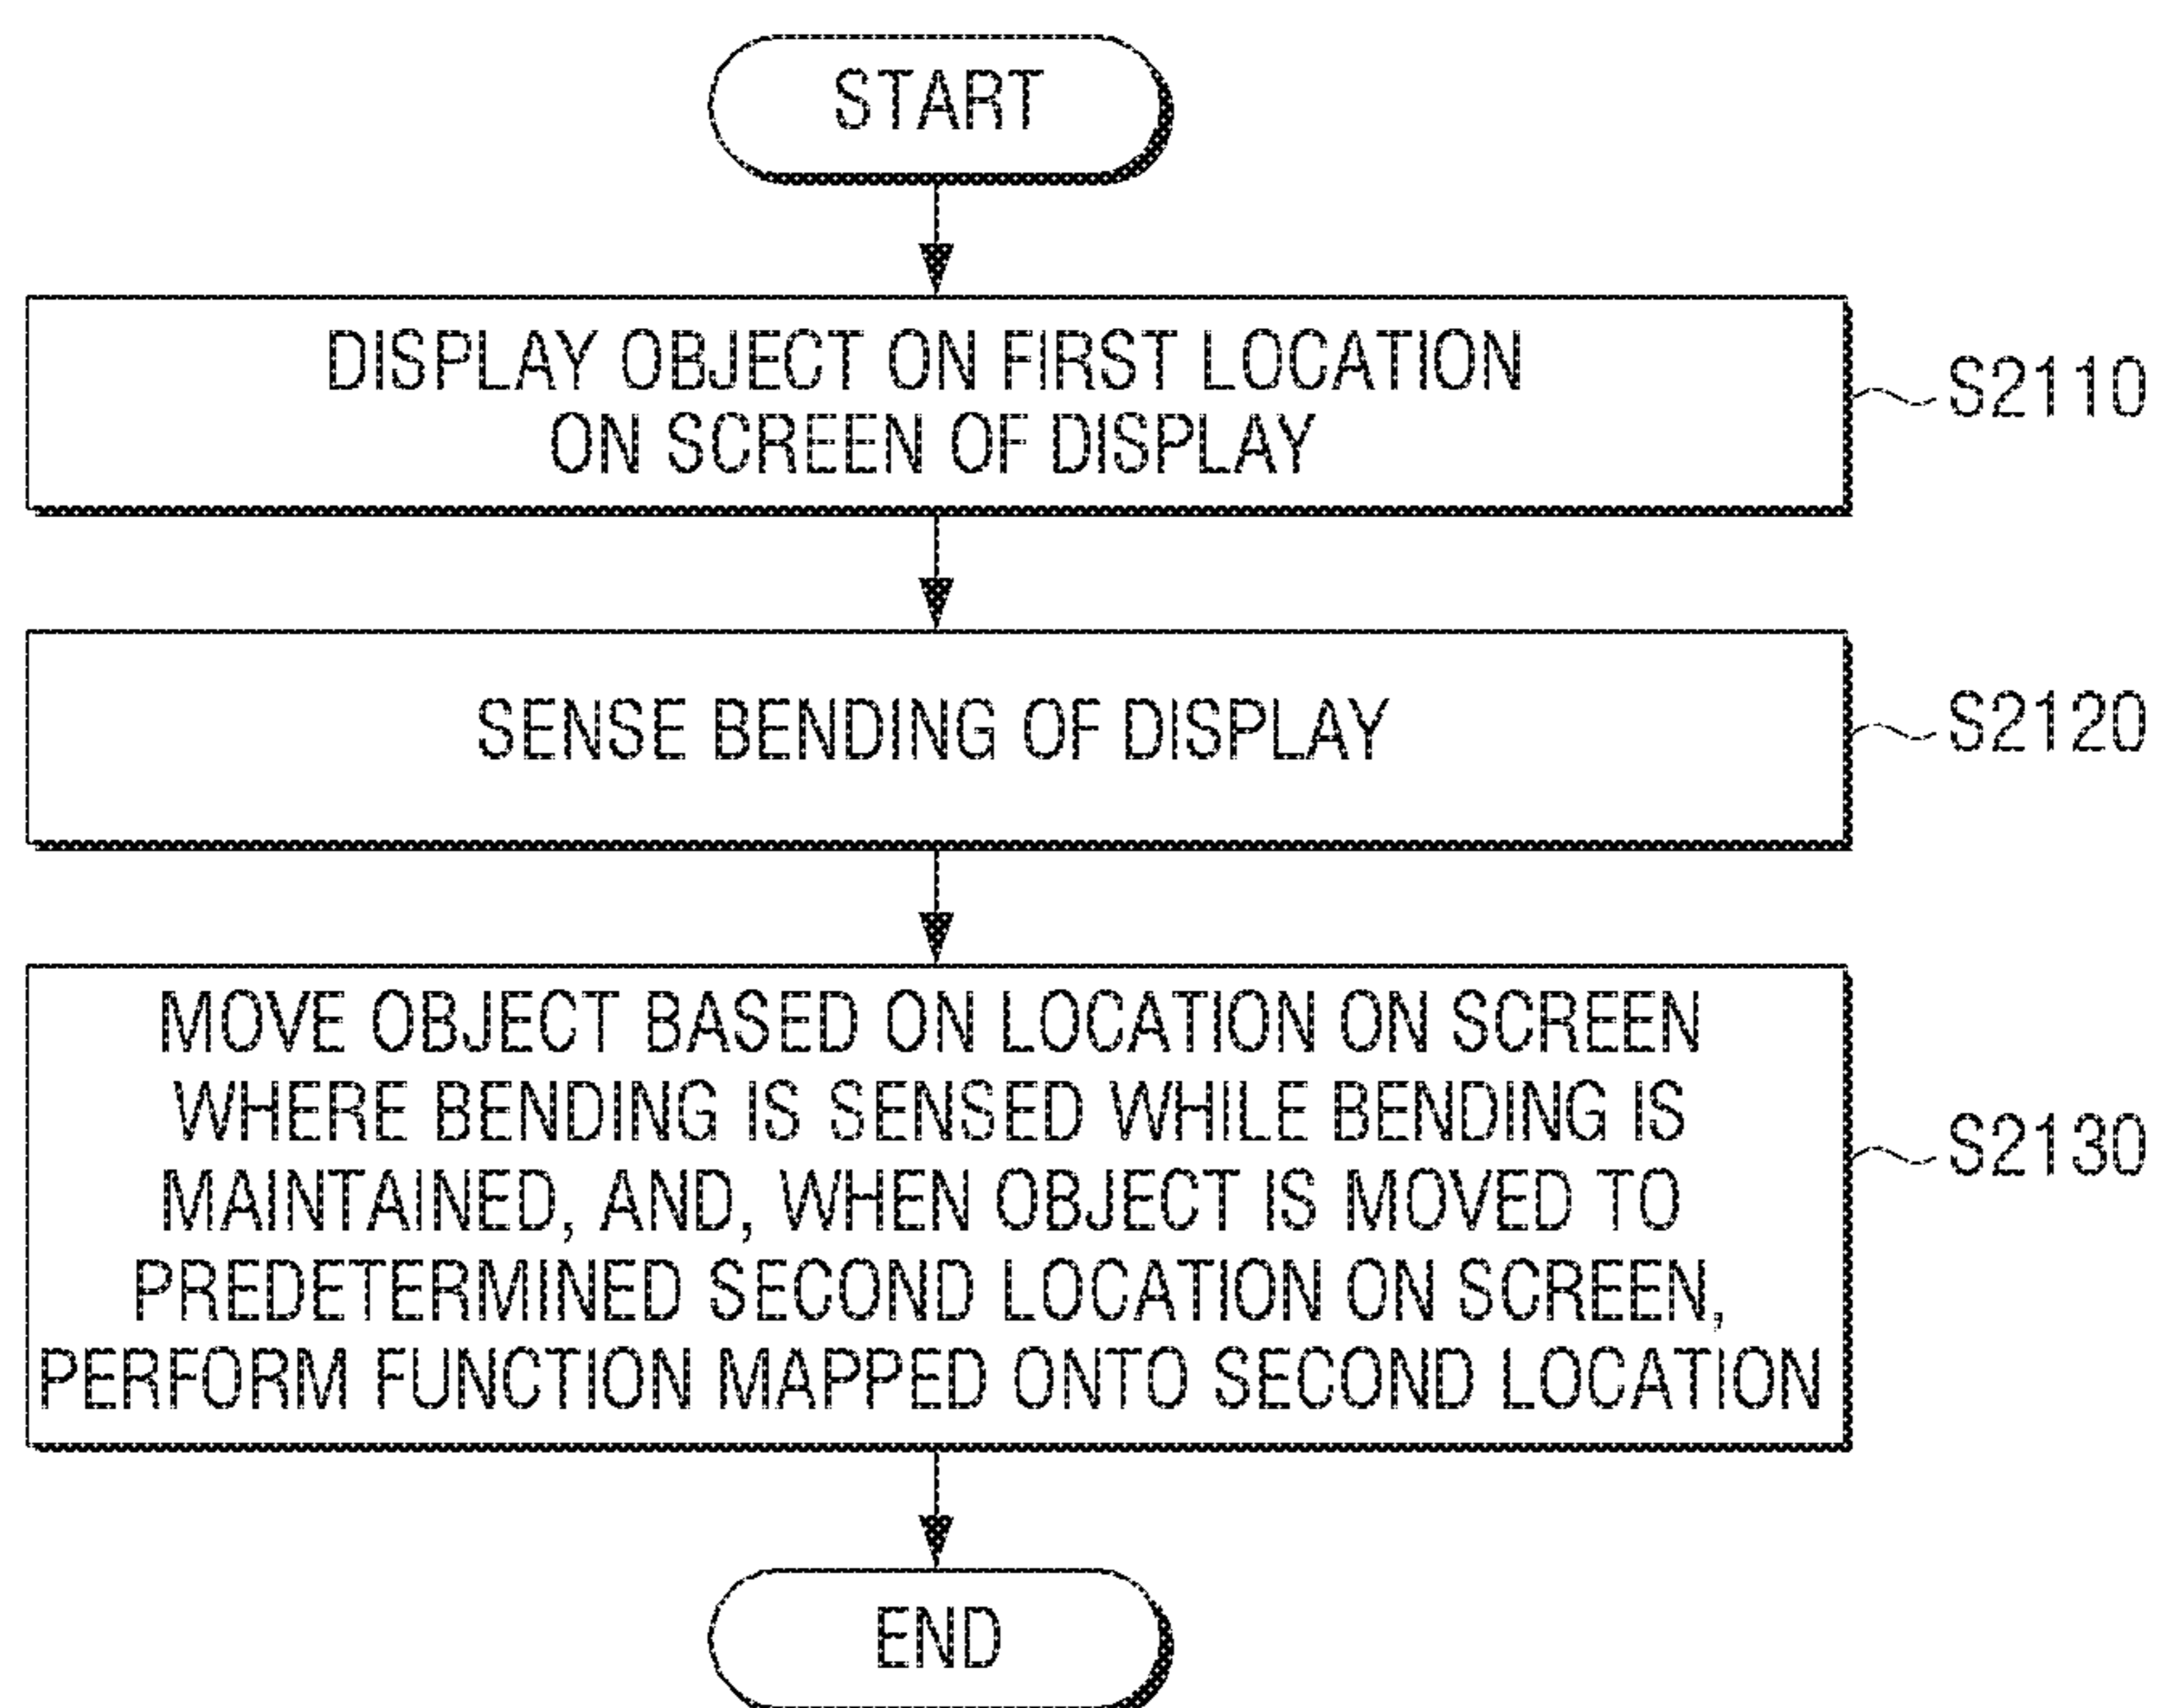 START
DISPLAY OBJECT ON FIRST LOCATION
ON SCREEN OF DISPLAY
S2110
SENSE BENDING OF DISPLAY
S2120
MOVE OBJECT BASED ON LOCATION ON SCREEN
WHERE BENDING IS SENSED WHILE BENDING IS
MAINTAINED, AND, WHEN OBJECT IS MOVED TO
PREDETERMINED SECOND LOCATION ON SCREEN,
PERFORM FUNCTION MAPPED ONTO SECOND LOCATION
S2130
END